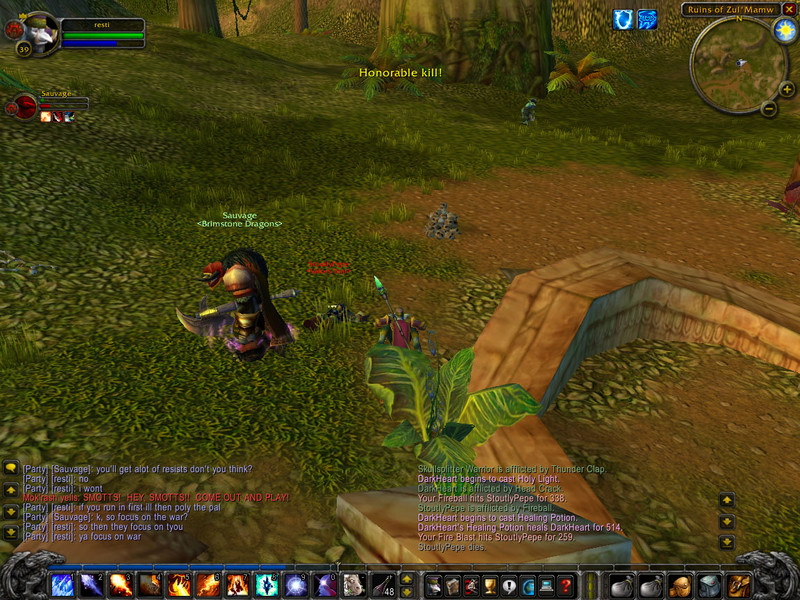 resti
39
Sauvage
Honorable kill!
Ruins of Zul'Mamw
N
Sauvage
<Brimstone Dragons>
[Party] [Sauvage]: you'll get alot of resists don't you think?
[Party] [resti]: no
[Party] [resti]: i wont
Mok'rash yells: SMOTTS! HEY, SMOTTS!! COME OUT AND PLAY!
[Party] [resti]: if you run in first ill then poly the pal
[Party] [Sauvage]: k, so focus on the war?
[Party] [resti]: so then they focus on tyou
[Party] [resti]: ya focus on war
Skullsplitter Warrior is afflicted by Thunder Clap.
DarkHeart begins to cast Holy Light.
DarkHeart is afflicted by Head Crack.
Your Fireball hits StoutlyPepe for 338.
StoutlyPepe is afflicted by Fireball.
DarkHeart begins to cast Healing Potion.
DarkHeart's Healing Potion heals DarkHeart for 514.
Your Fire Blast hits StoutlyPepe for 259.
StoutlyPepe dies.
48